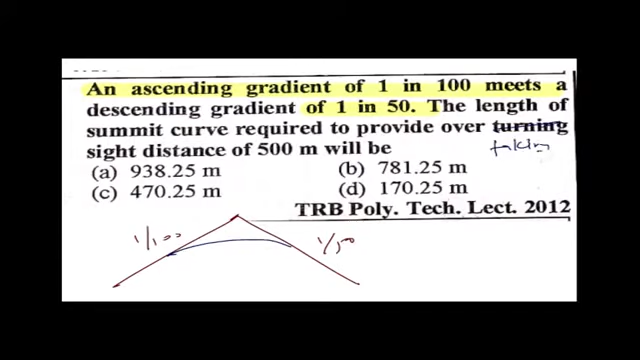 An ascending gradient of 1 in 100 meets a
descending gradient of 1 in 50. The length of
summit curve required to provide over turning
taking
sight distance of 500 m will be
(a) 938.25 m (b) 781.25 m
(c) 470.25 m (d) 170.25 m
TRB Poly. Tech. Lect. 2012
1/100 1/50